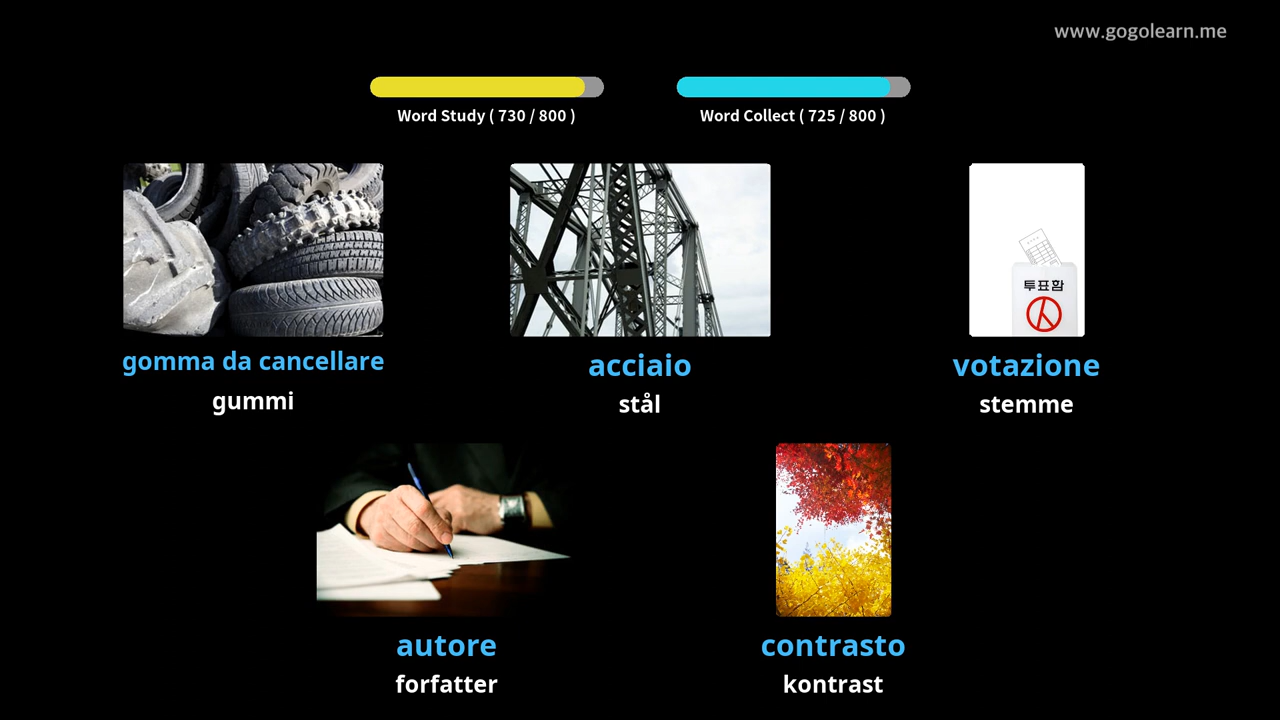 www.gogolearn.me
Word Study ( 730 / 800 )
Word Collect ( 725 / 800 )
투표함
gomma da cancellare
gummi
acciaio
stål
votazione
stemme
autore
forfatter
contrasto
kontrast